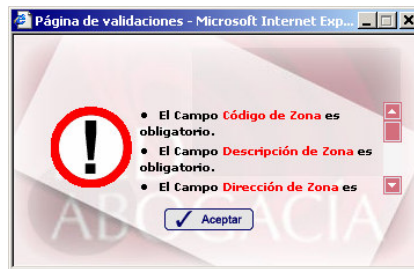 Página de validaciones - Microsoft Internet Exp...
• El Campo Código de Zona es
obligatorio.
• El Campo Descripción de Zona es
obligatorio.
• El Campo Dirección de Zona es
Aceptar
ABOGACÍA